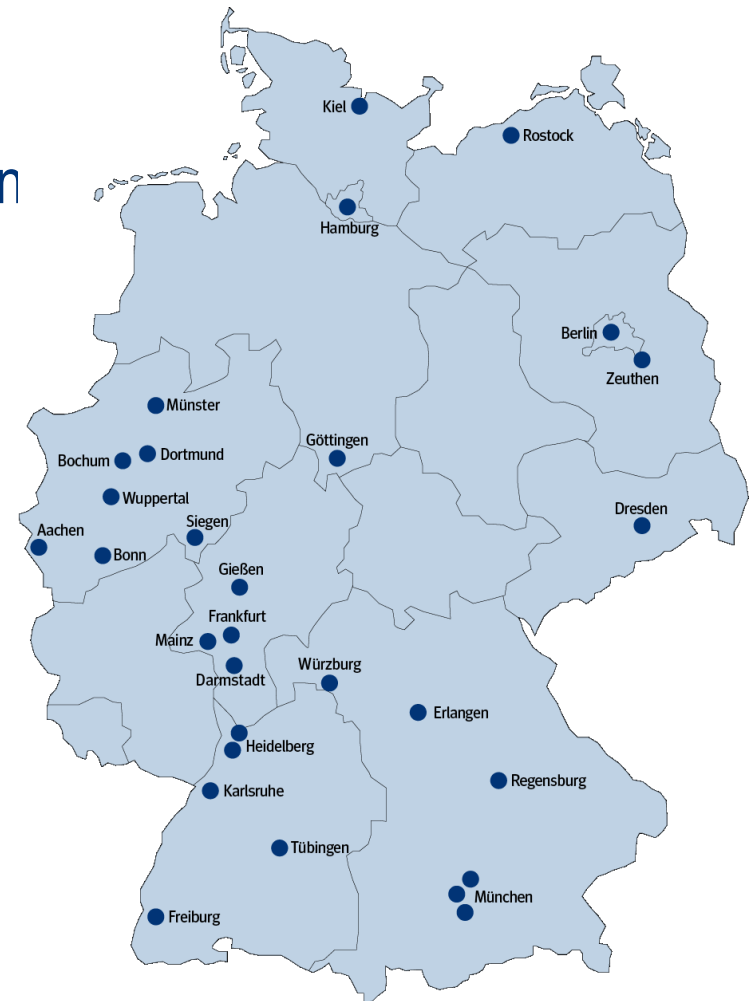 n
Kiel
Rostock
Hamburg
Berlin
Zeuthen
Münster
Göttingen
Dortmund
Bochum
Wuppertal
Dresden
Siegen
Aachen
Bonn
Gießen
Frankfurt
Mainz
Würzburg
Darmstadt
Erlangen
Heidelberg
Regensburg
Karlsruhe
Tübingen
München
Freiburg